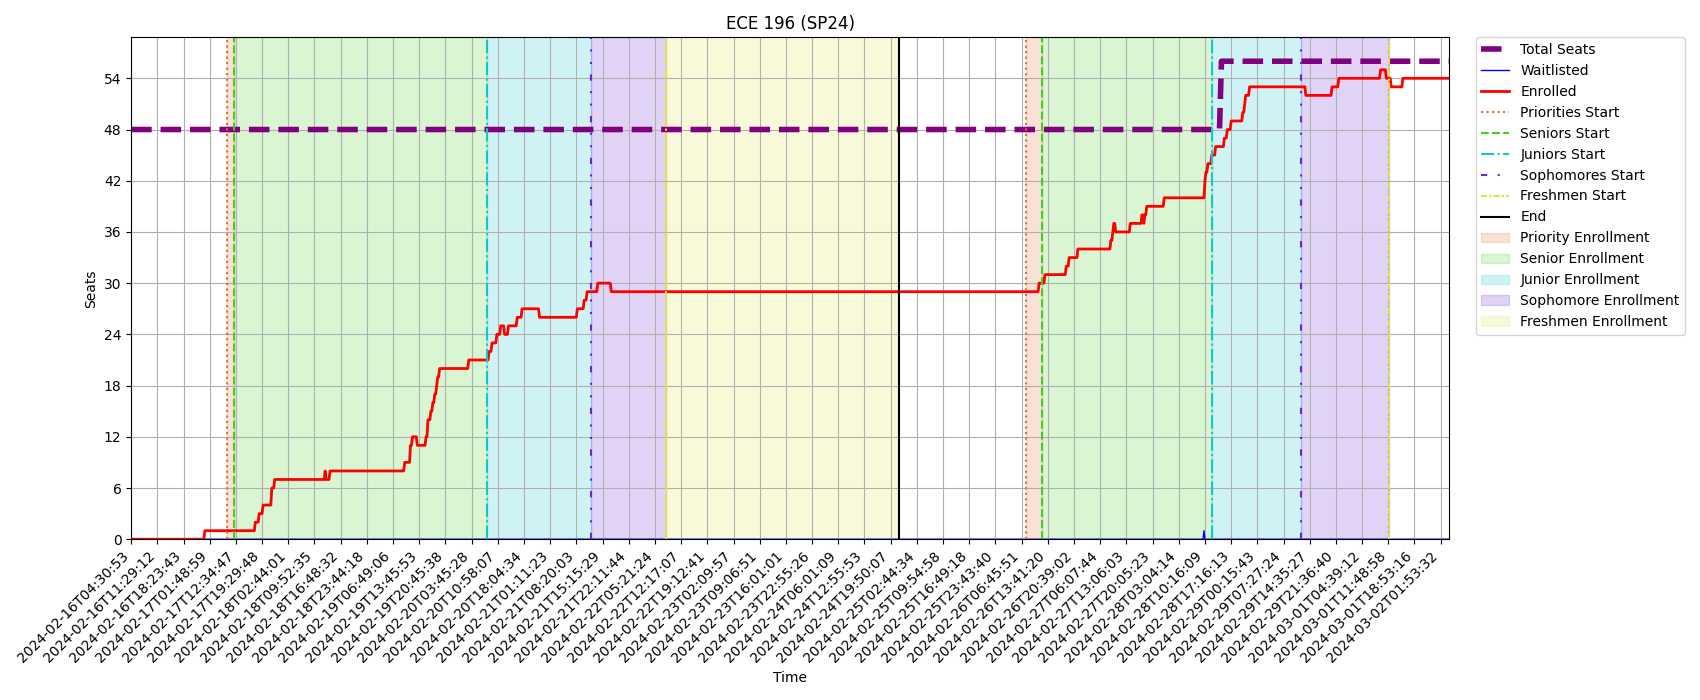 ECE 196 (SP24)
Total Seats
Waitlisted
Enrolled
Priorities Start
Seniors Start
Juniors Start
Sophomores Start
Freshmen Start
End
Priority Enrollment
Senior Enrollment
Junior Enrollment
Sophomore Enrollment
Freshmen Enrollment
Seats
54
48
42
36
30
24
18
12
6
0
2024-02-16T04:30:53
2024-02-16T11:29:12
2024-02-16T18:23:43
2024-02-17T01:48:59
2024-02-17T12:34:47
2024-02-17T19:29:48
2024-02-18T02:44:01
2024-02-18T09:52:35
2024-02-18T16:48:32
2024-02-18T23:44:18
2024-02-19T06:49:06
2024-02-19T13:45:53
2024-02-19T20:45:38
2024-02-20T03:45:28
2024-02-20T10:58:07
2024-02-20T18:04:34
2024-02-21T01:11:23
2024-02-21T08:20:03
2024-02-21T15:15:29
2024-02-21T22:11:44
2024-02-22T05:21:24
2024-02-22T12:17:07
2024-02-22T19:12:41
2024-02-23T02:09:57
2024-02-23T09:06:51
2024-02-23T16:01:01
2024-02-23T22:55:26
2024-02-24T06:01:09
2024-02-24T12:55:53
2024-02-24T19:50:07
2024-02-25T02:44:34
2024-02-25T09:54:58
2024-02-25T16:49:18
2024-02-25T23:43:40
2024-02-26T06:45:51
2024-02-26T13:41:20
2024-02-26T20:39:02
2024-02-27T06:07:44
2024-02-27T13:06:03
2024-02-27T20:05:23
2024-02-28T03:04:14
2024-02-28T10:16:09
2024-02-28T17:16:13
2024-02-29T00:15:43
2024-02-29T07:27:24
2024-02-29T14:35:27
2024-02-29T21:36:40
2024-03-01T04:39:12
2024-03-01T11:48:58
2024-03-01T18:53:16
2024-03-02T01:53:32
Time